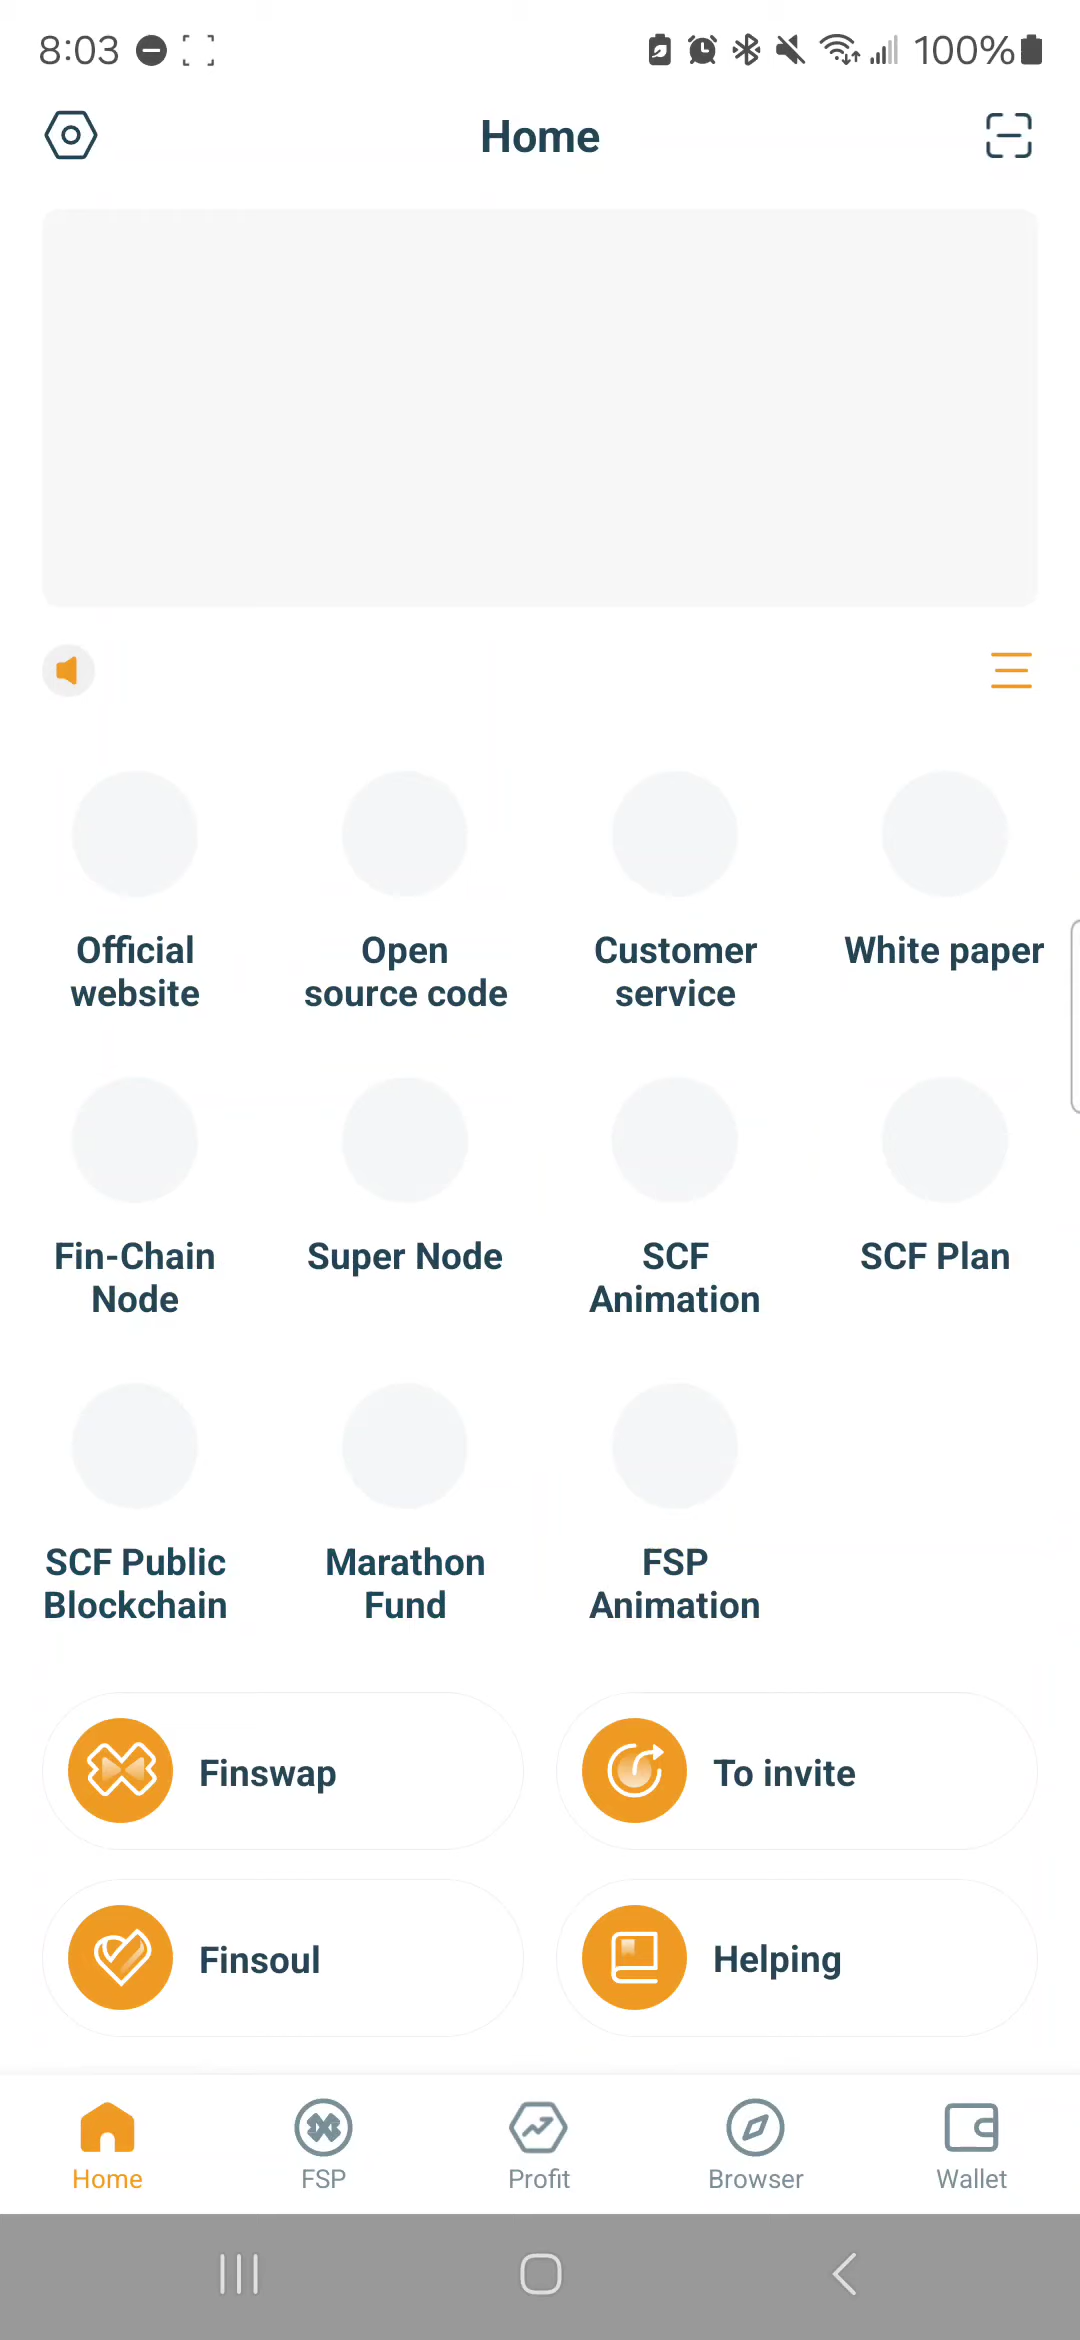 8:03
100%
Home
Official
website
Open
source code
Customer
service
White paper
Fin-Chain
Node
Super Node
SCF
Animation
SCF Plan
SCF Public
Blockchain
Marathon
Fund
FSP
Animation
Finswap
To invite
Finsoul
Helping
Home
FSP
Profit
Browser
Wallet